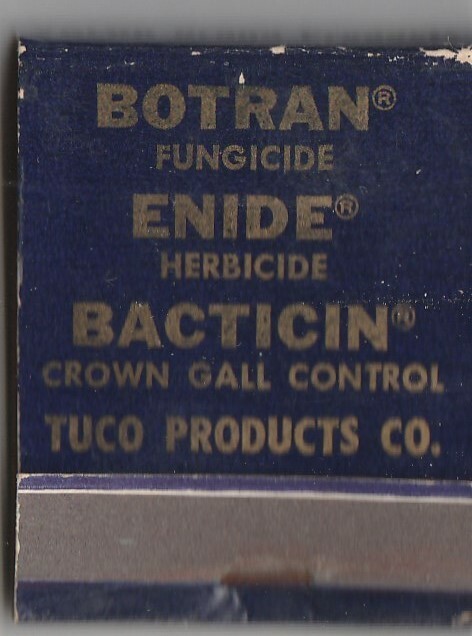 BOTRAN®
FUNGICIDE
ENIDE®
HERBICIDE
BACTICIN®
CROWN GALL CONTROL
TUCO PRODUCTS CO.